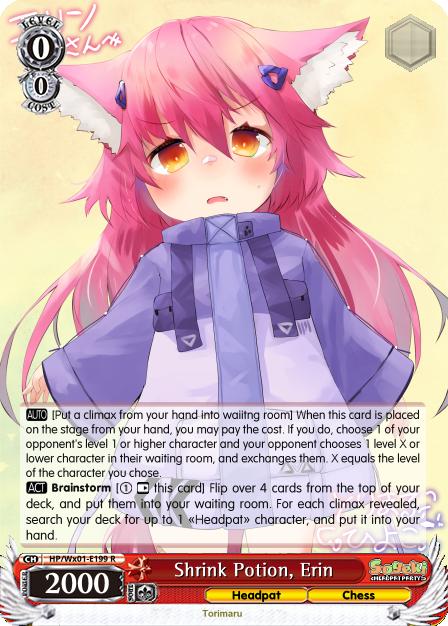 LEVEL
0
0
COST
エリーノ
さん
AUTO [Put a climax from your hand into waiitng room] When this card is placed
on the stage from your hand, you may pay the cost. If you do, choose 1 of your
opponent's level 1 or higher character and your opponent chooses 1 level X or
lower character in their waiting room, and exchanges them. X equals the level
of the character you chose.
ACT Brainstorm [① this card] Flip over 4 cards from the top of your
deck, and put them into your waiting room. For each climax revealed,
search your deck for up to 1 «Headpat» character, and put it into your
hand.
CH HP/Wx01-E199 R
POWER 2000 SOUL Shrink Potion, Erin
HEADPAT PARTY
Headpat Chess
Torimaru